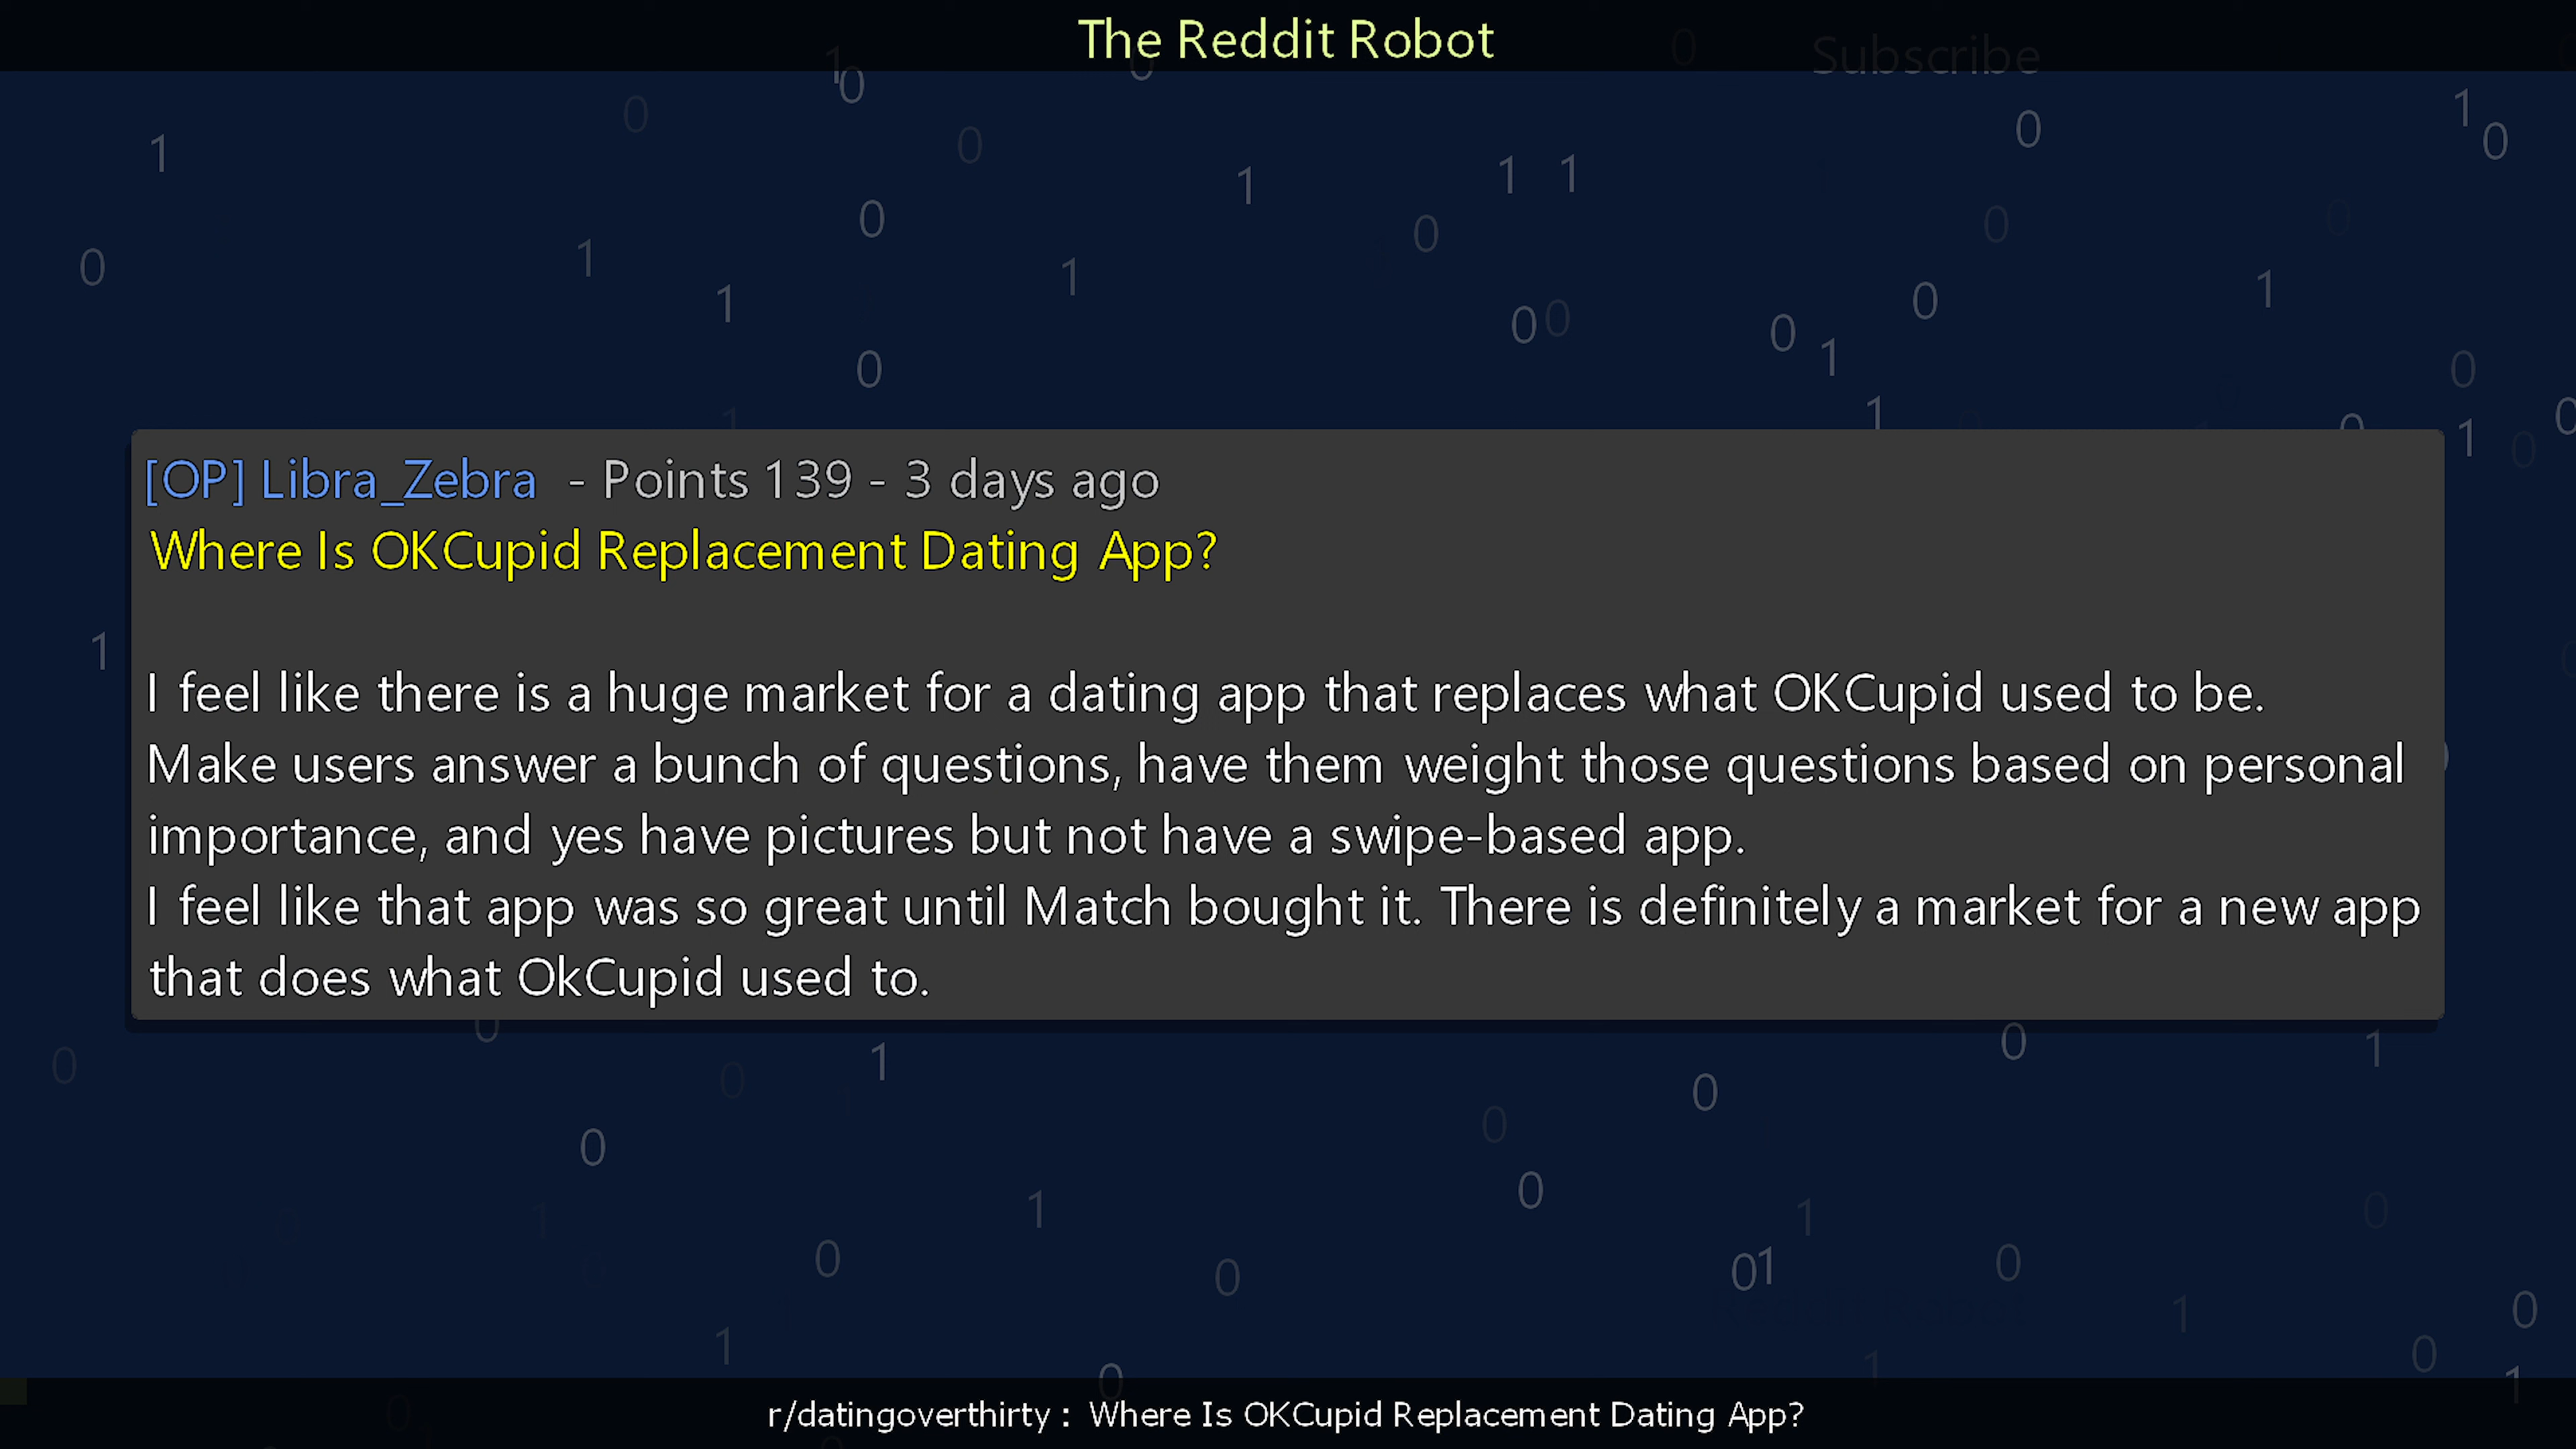 The Reddit Robot
Subscribe
[OP] Libra_Zebra - Points 139 - 3 days ago
Where Is OKCupid Replacement Dating App?
I feel like there is a huge market for a dating app that replaces what OKCupid used to be.
Make users answer a bunch of questions, have them weight those questions based on personal
importance, and yes have pictures but not have a swipe-based app.
I feel like that app was so great until Match bought it. There is definitely a market for a new app
that does what OkCupid used to.
r/datingoverthirty : Where Is OKCupid Replacement Dating App?